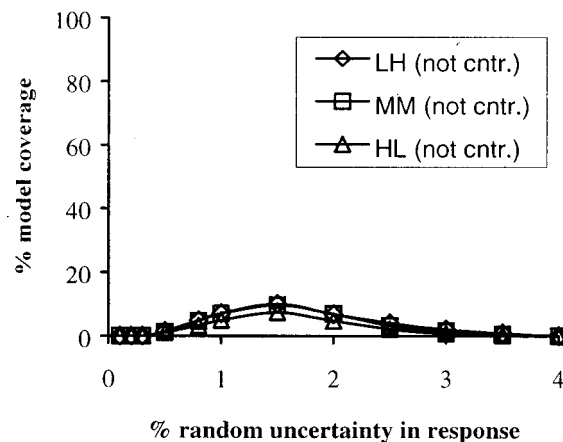 100
80
60
40
20
0
% model coverage
LH (not cntr.)
MM (not cntr.)
HL (not cntr.)
0 1 2 3 4
% random uncertainty in response